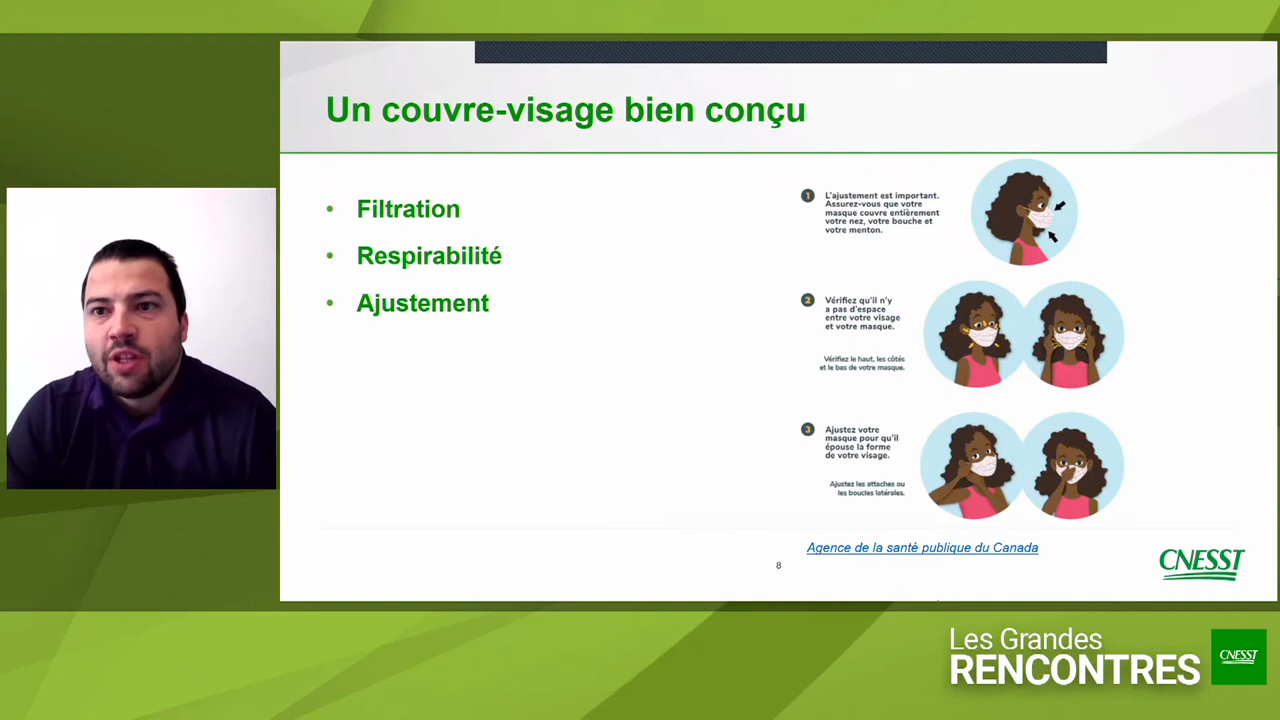 Un couvre-visage bien conçu
• Filtration
• Respirabilité
• Ajustement
1
L'ajustement est important.
Assurez-vous que votre
masque couvre entièrement
votre nez, votre bouche et
votre menton.
2
Vérifiez qu'il n'y
a pas d'espace
entre votre visage
et votre masque.
Vérifiez le haut, les côtés
et le bas de votre masque.
3
Ajustez votre
masque pour qu'il
épouse la forme
de votre visage.
Ajustez les attaches ou
les boucles latérales.
Agence de la santé publique du Canada
8
CNESST
Les Grandes
RENCONTRES
CNESST